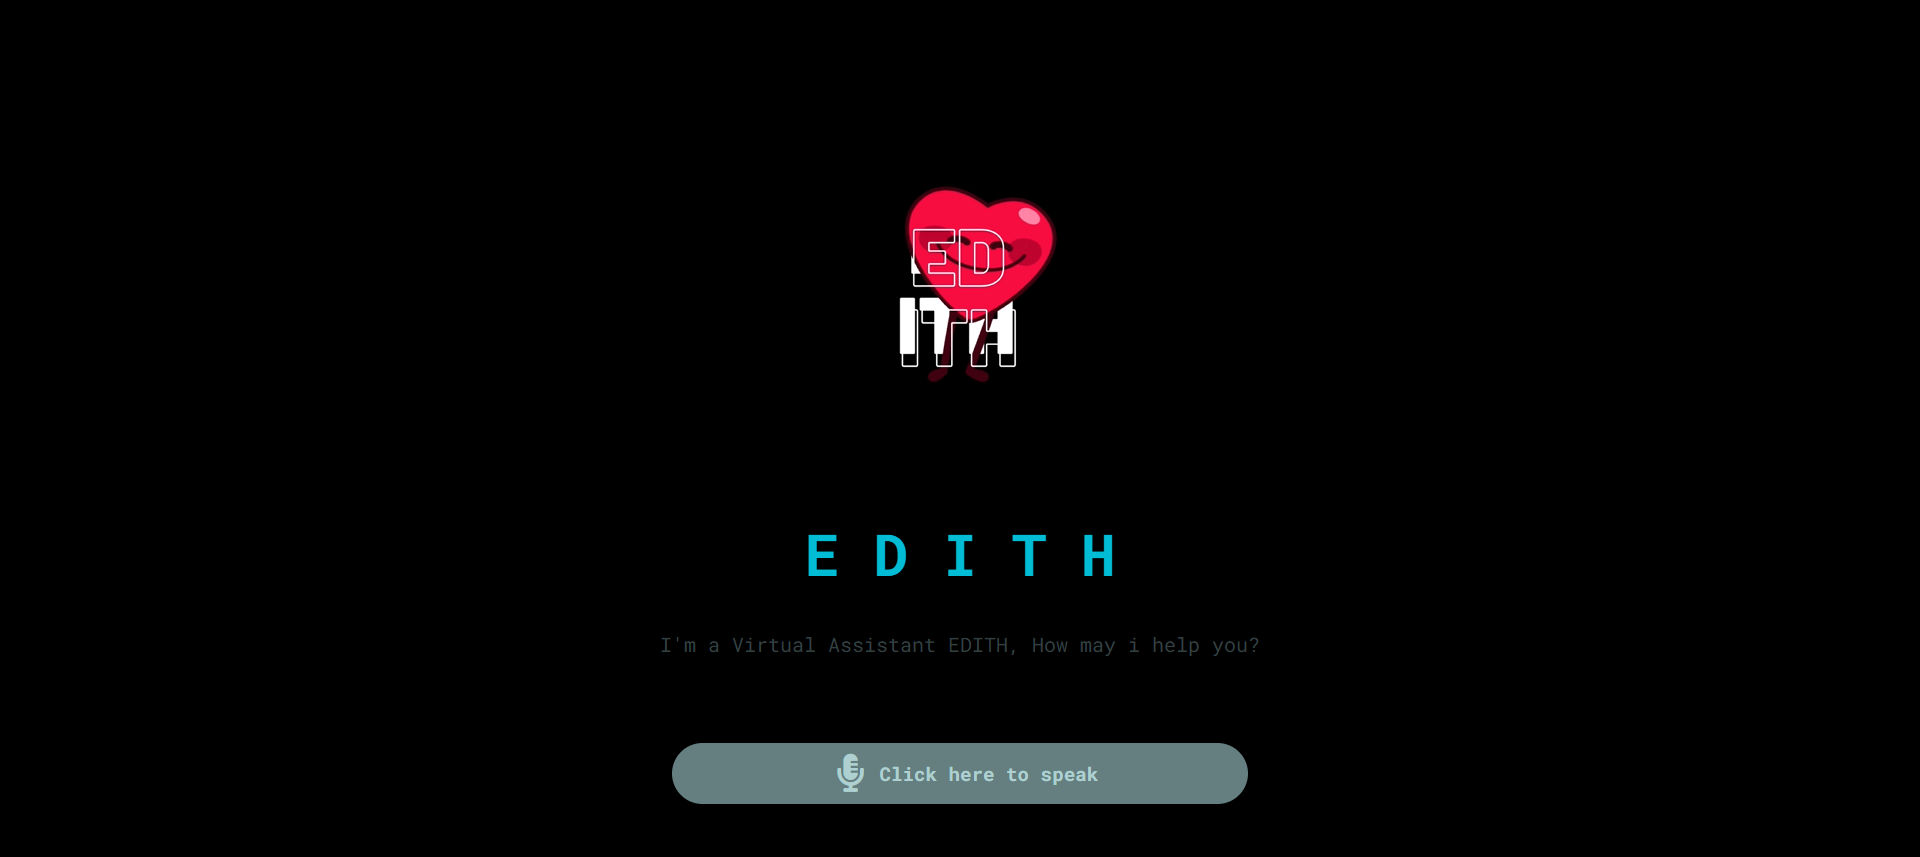 ED
ITH
E D I T H
I'm a Virtual Assistant EDITH, How may i help you?
Click here to speak